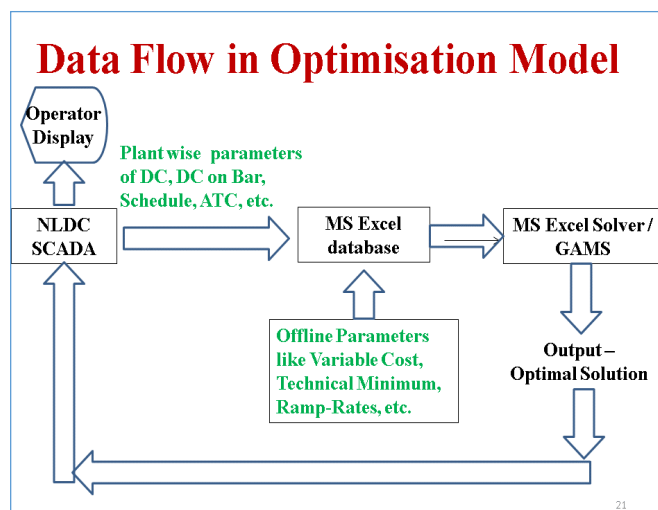 Data Flow in Optimisation Model
Operator
Display
Plant wise parameters
of DC, DC on Bar,
Schedule, ATC, etc.
NLDC
SCADA
MS Excel
database
MS Excel Solver /
GAMS
Offline Parameters
like Variable Cost,
Technical Minimum,
Ramp-Rates, etc.
Output –
Optimal Solution
21